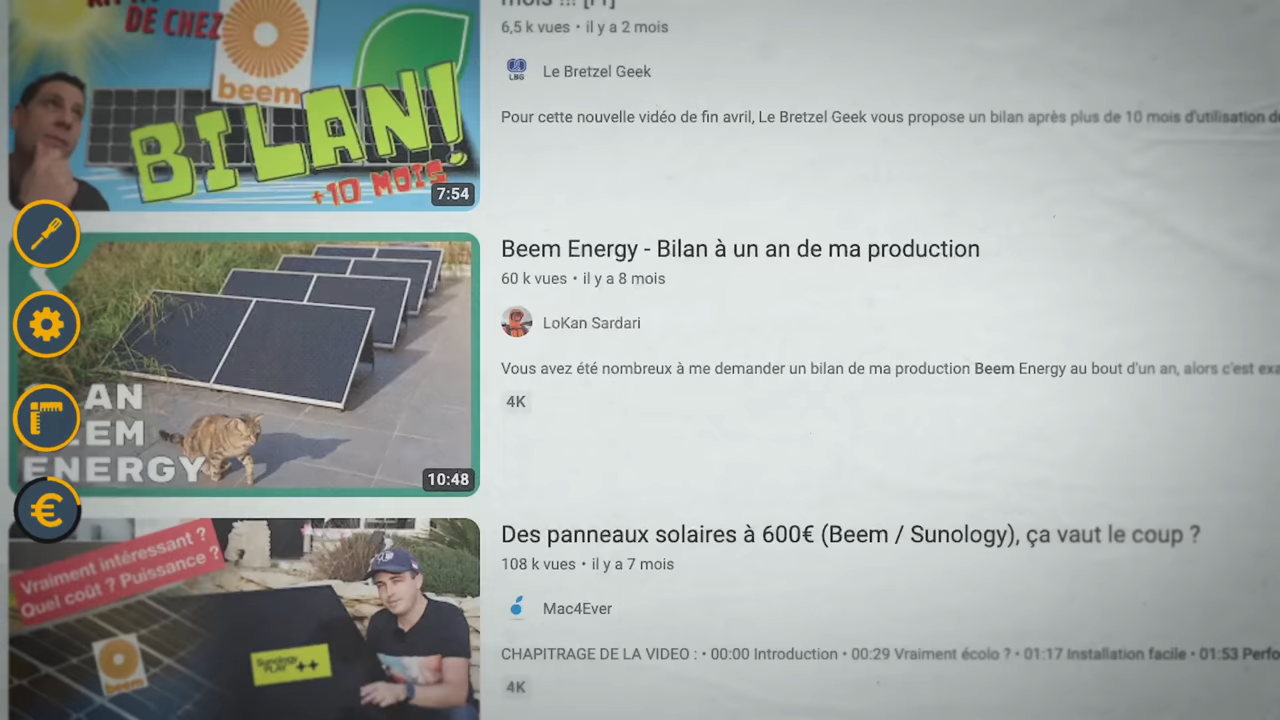 DE CHEZ
beem
BILAN!
+10 MOIS
7:54
6,5 k vues • il y a 2 mois
LBG
Le Bretzel Geek
Pour cette nouvelle vidéo de fin avril, Le Bretzel Geek vous propose un bilan après plus de 10 mois d'utilisation
ENERGY
10:48
Beem Energy - Bilan à un an de ma production
60 k vues • il y a 8 mois
LoKan Sardari
Vous avez été nombreux à me demander un bilan de ma production Beem Energy au bout d'un an, alors c'est
4K
€
Vraiment intéressant ?
Quel coût ? Puissance ?
beem
Sunology
PLAY ++
Des panneaux solaires à 600€ (Beem / Sunology), ça vaut le coup ?
108 k vues • il y a 7 mois
Mac4Ever
CHAPITRAGE DE LA VIDEO : • 00:00 Introduction • 00:29 Vraiment écolo ? • 01:17 Installation facile • 01:53
4K